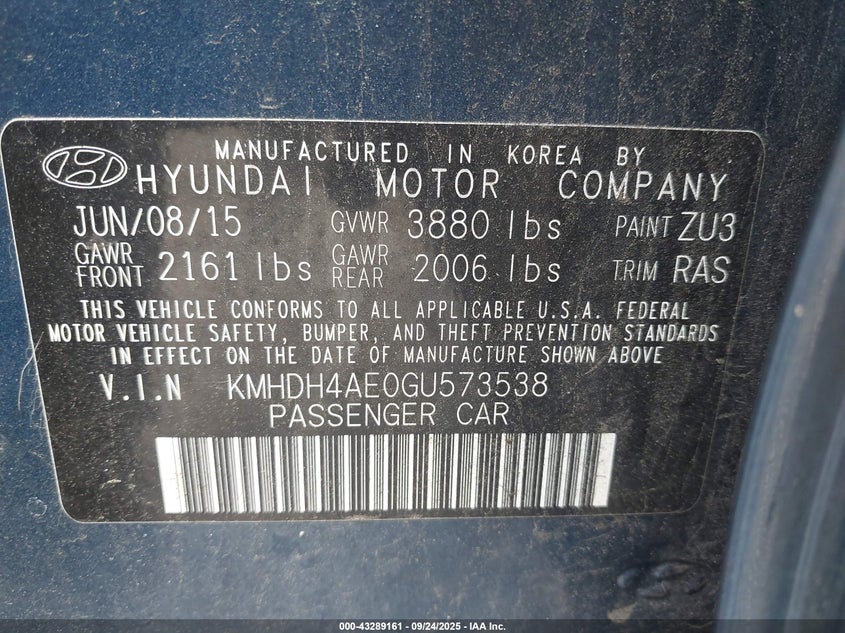 MANUFACTURED IN KOREA BY
HYUNDAI MOTOR COMPANY
JUN/08/15 GVWR 3880 lbs PAINT ZU3
GAWR FRONT 2161 lbs GAWR REAR 2006 lbs TRIM RAS
THIS VEHICLE CONFORMS TO ALL APPLICABLE U.S.A. FEDERAL
MOTOR VEHICLE SAFETY, BUMPER, AND THEFT PREVENTION STANDARDS
IN EFFECT ON THE DATE OF MANUFACTURE SHOWN ABOVE
V.I.N KMHDH4AE0GU573538
PASSENGER CAR
000-43289161 - 09/24/2025 - IAA Inc.